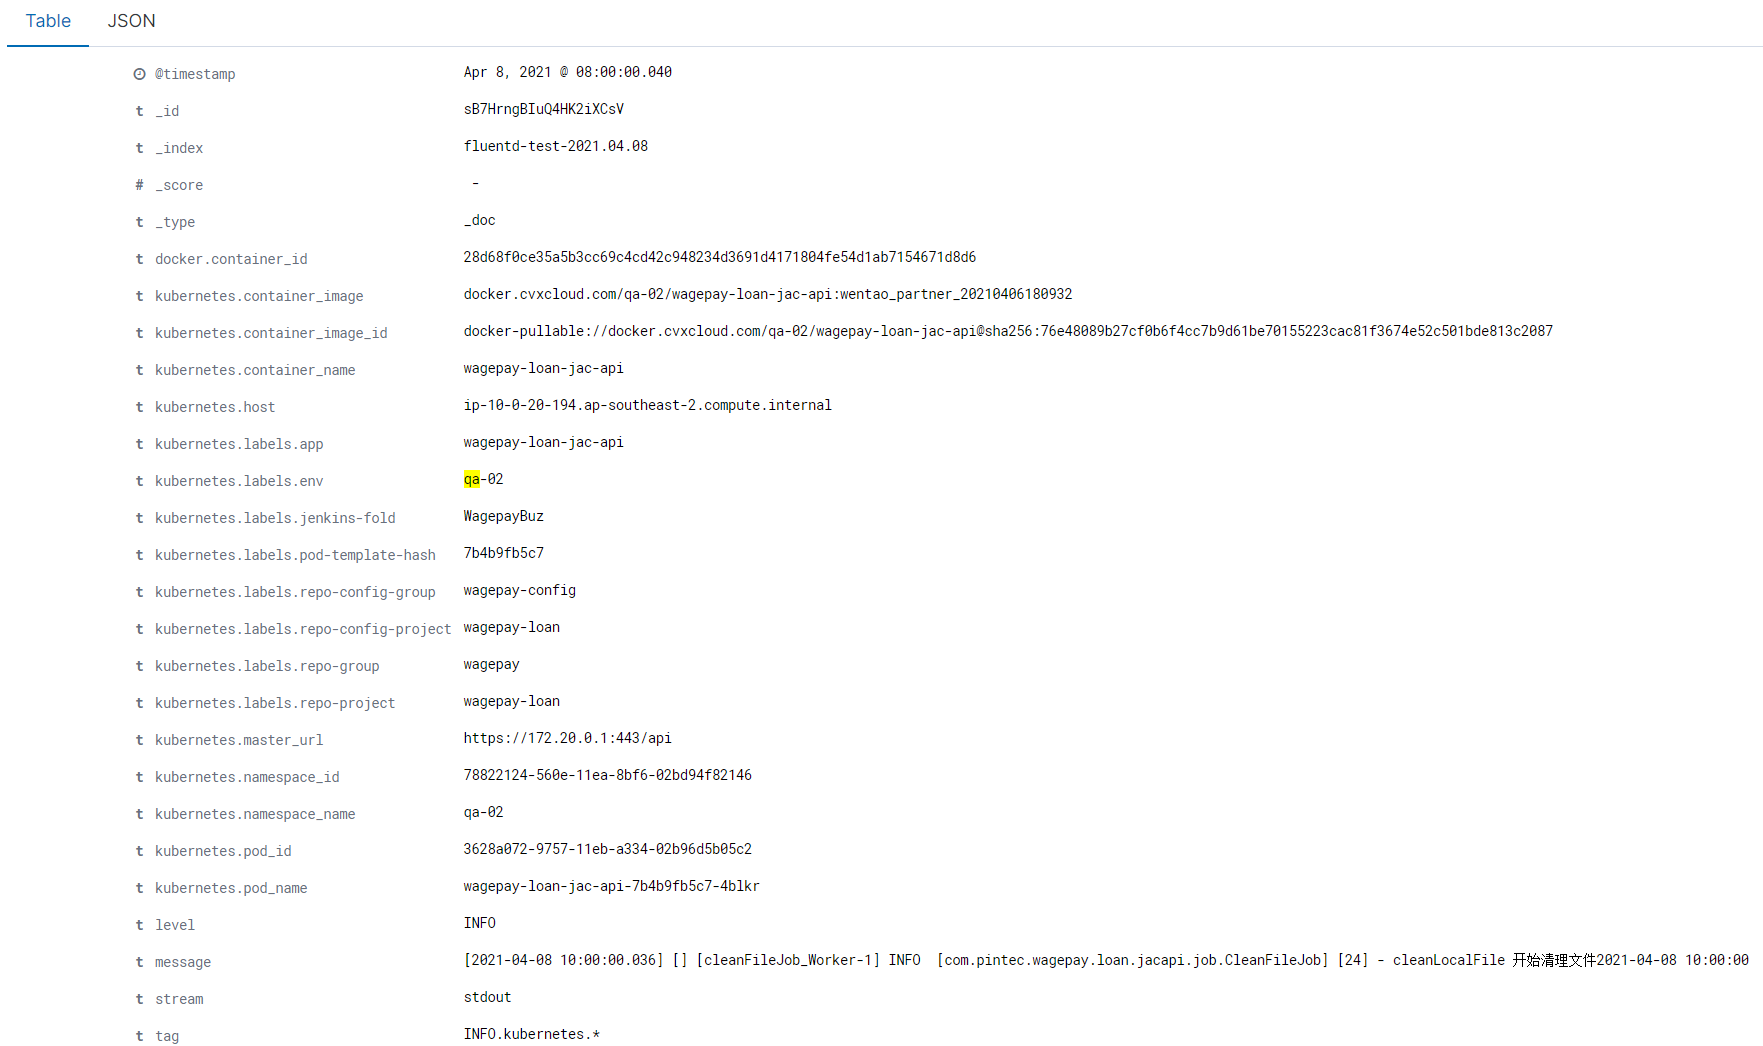 Table JSON
@timestamp Apr 8, 2021 @ 08:00:00.040
t _id sB7HrngBIuQ4HK2iXCsV
t _index fluentd-test-2021.04.08
# _score -
t _type _doc
t docker.container_id 28d68f0ce35a5b3cc69c4cd42c948234d3691d4171804fe54d1ab7154671d8d6
t kubernetes.container_image docker.cvxcloud.com/qa-02/wagepay-loan-jac-api:wentao_partner_20210406180932
t kubernetes.container_image_id docker-pullable://docker.cvxcloud.com/qa-02/wagepay-loan-jac-api@sha256:76e48089b27cf0b6f4cc7b9d61be70155223cac81f3674e52c501bde813c2087
t kubernetes.container_name wagepay-loan-jac-api
t kubernetes.host ip-10-0-20-194.ap-southeast-2.compute.internal
t kubernetes.labels.app wagepay-loan-jac-api
t kubernetes.labels.env qa-02
t kubernetes.labels.jenkins-fold WagepayBuz
t kubernetes.labels.pod-template-hash 7b4b9fb5c7
t kubernetes.labels.repo-config-group wagepay-config
t kubernetes.labels.repo-config-project wagepay-loan
t kubernetes.labels.repo-group wagepay
t kubernetes.labels.repo-project wagepay-loan
t kubernetes.master_url https://172.20.0.1:443/api
t kubernetes.namespace_id 78822124-560e-11ea-8bf6-02bd94f82146
t kubernetes.namespace_name qa-02
t kubernetes.pod_id 3628a072-9757-11eb-a334-02b96d5b05c2
t kubernetes.pod_name wagepay-loan-jac-api-7b4b9fb5c7-4blkr
t level INFO
t message [2021-04-08 10:00:00.036] [] [cleanFileJob_Worker-1] INFO  [com.pintec.wagepay.loan.jacapi.job.CleanFileJob] [24] - cleanLocalFile 开始清理文件2021-04-08 10:00:00
t stream stdout
t tag INFO.kubernetes.*